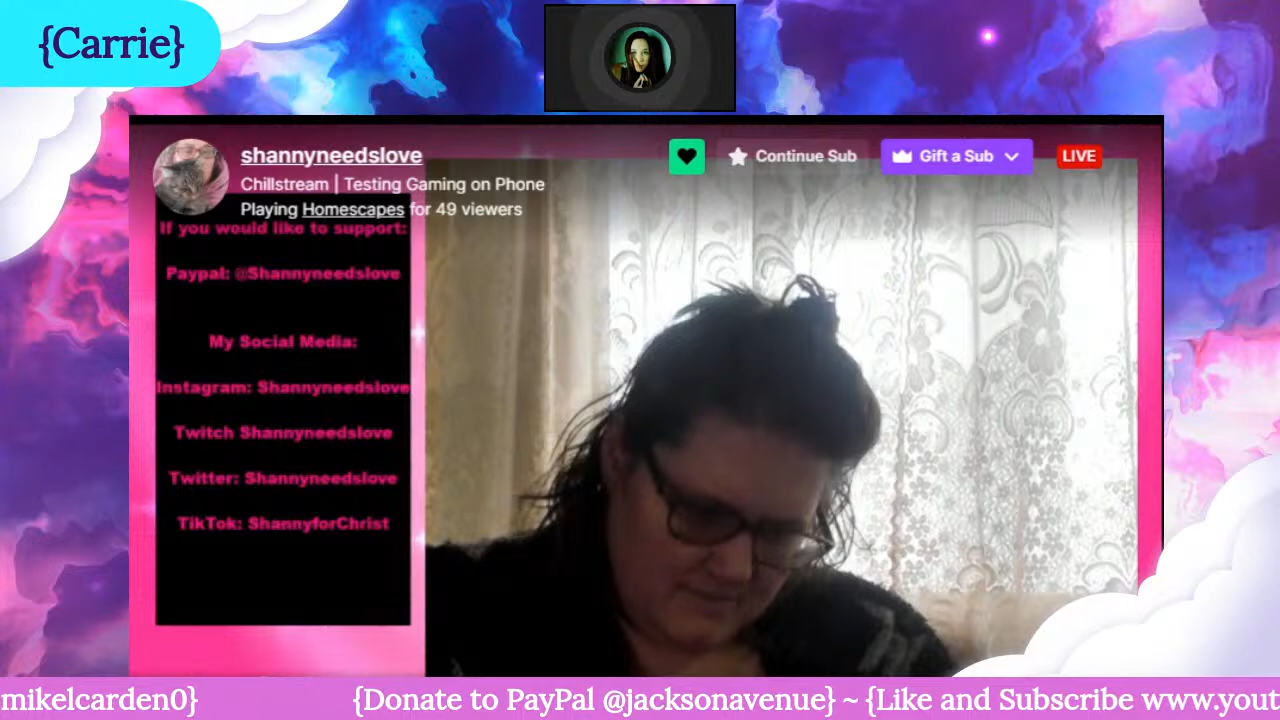 {Carrie}
shannyneedslove
Continue Sub
Gift a Sub
LIVE
Chillstream | Testing Gaming on Phone
Playing Homescapes for 49 viewers
If you would like to support:
Paypal: @Shannyneedslove
My Social Media:
Instagram: Shannyneedslove
Twitch Shannyneedslove
Twitter: Shannyneedslove
TikTok: ShannyforChrist
mikelcarden0} {Donate to PayPal @jacksonavenue} ~ {Like and Subscribe www.yout